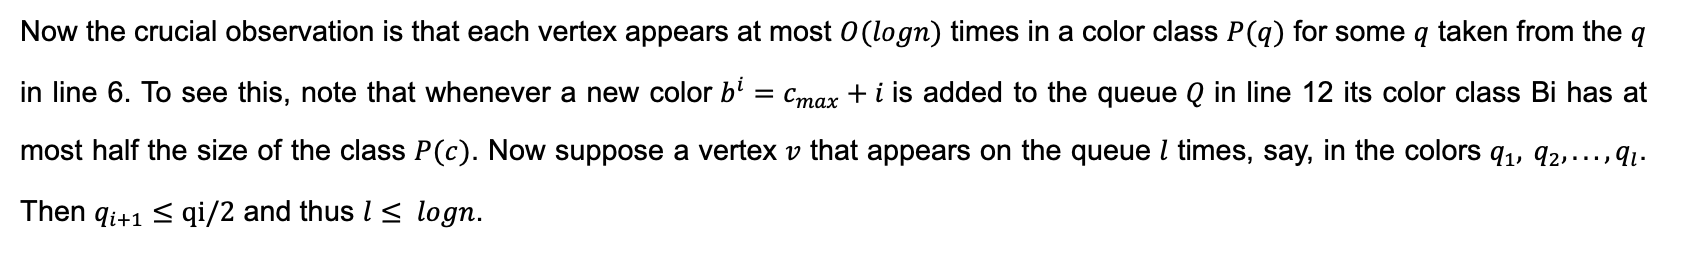 Now the crucial observation is that each vertex appears at most O(logn) times in a color class P(q) for some q taken from the q
in line 6. To see this, note that whenever a new color bⁱ = cₘₐₓ + i is added to the queue Q in line 12 its color class Bi has at
most half the size of the class P(c). Now suppose a vertex v that appears on the queue l times, say, in the colors q₁, q₂,...,qₗ.
Then qᵢ₊₁ ≤ qi/2 and thus l ≤ logn.